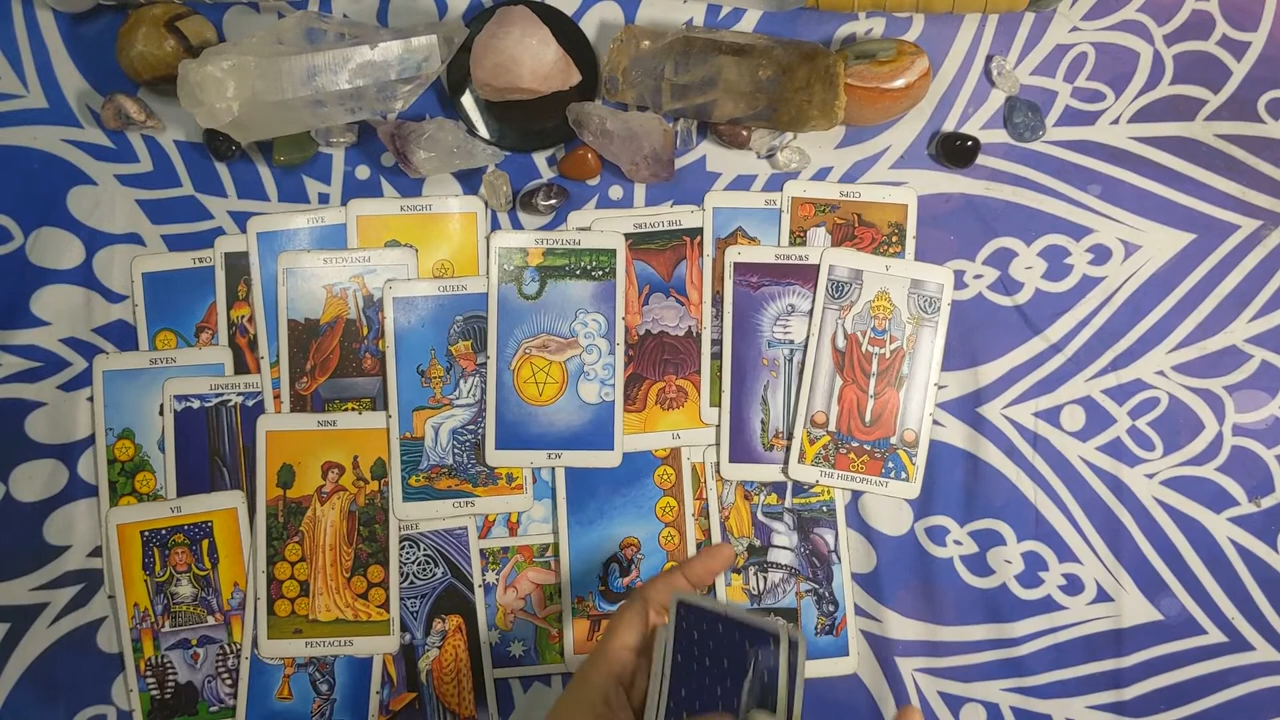 KNIGHT
FIVE
CUPS
SIX
THE LOVERS
PENTACLES
TWO
PENTACLES
SWORDS
V
QUEEN
SEVEN
THE HERMIT
NINE
VI
ACE
THE HIEROPHANT
CUPS
VII
PENTACLES